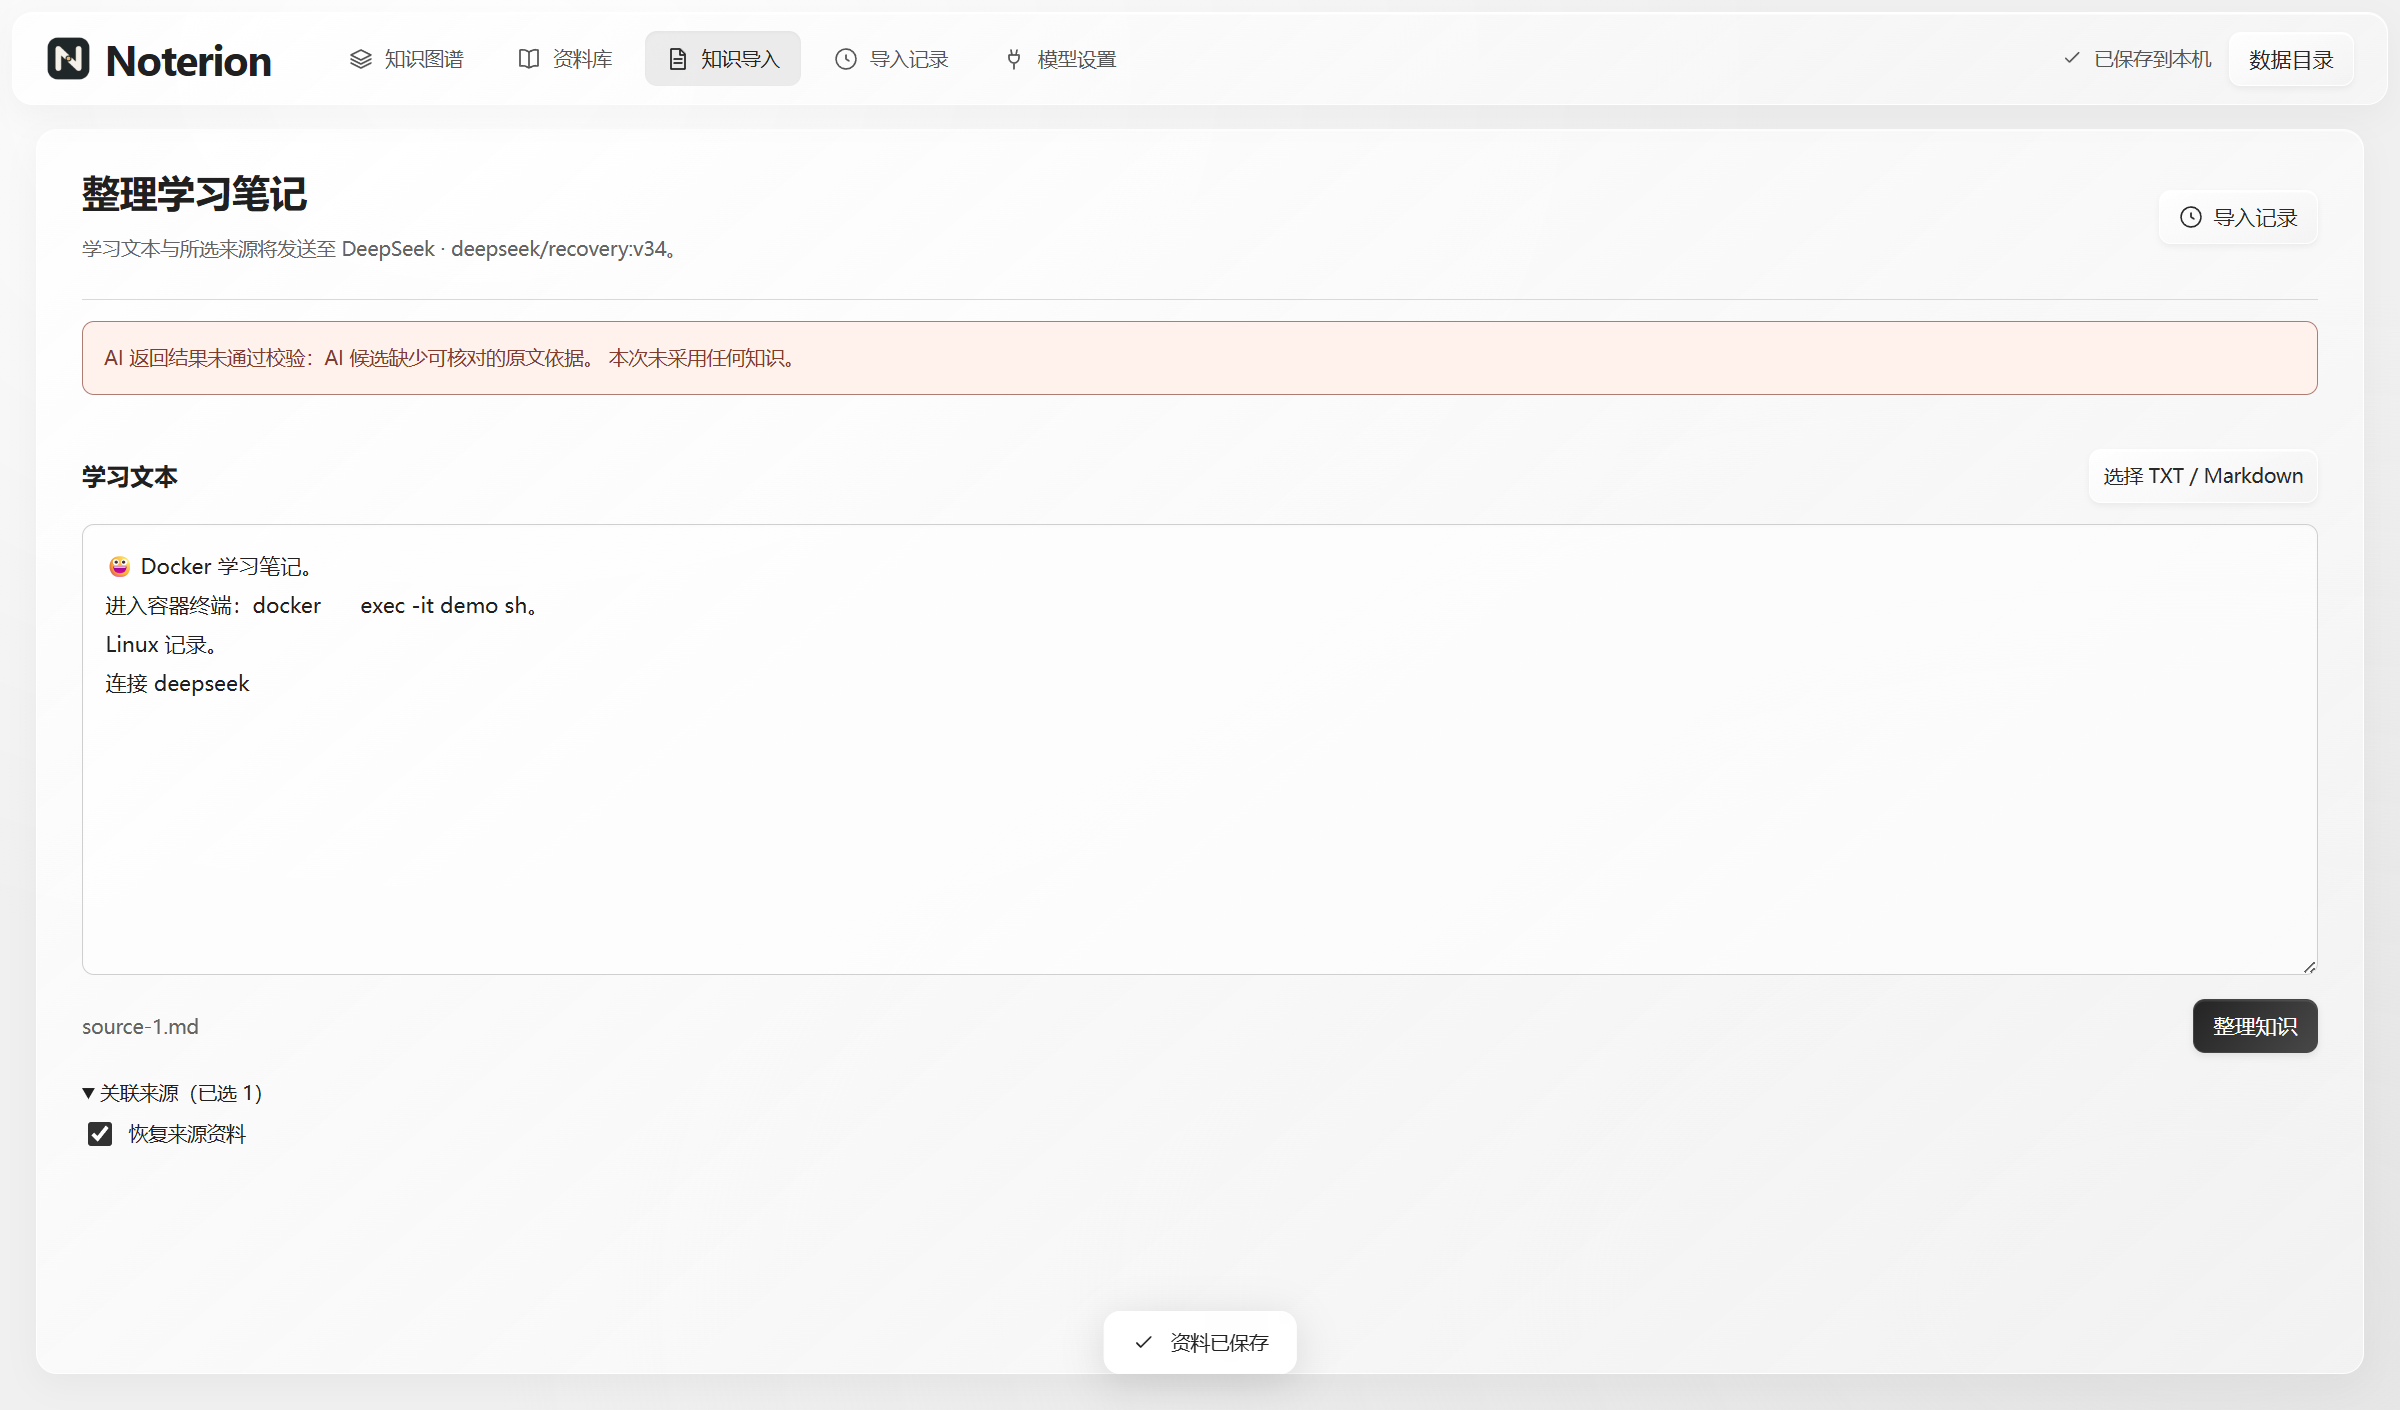 Noterion
知识图谱
资料库
知识导入
导入记录
模型设置
已保存到本机
数据目录
整理学习笔记
学习文本与所选来源将发送至 DeepSeek · deepseek/recovery:v34。
导入记录
AI 返回结果未通过校验：AI 候选缺少可核对的原文依据。 本次未采用任何知识。
学习文本
选择 TXT / Markdown
😀 Docker 学习笔记。
进入容器终端：docker      exec -it demo sh。
Linux 记录。
连接 deepseek
source-1.md
整理知识
▼关联来源（已选 1）
恢复来源资料
资料已保存